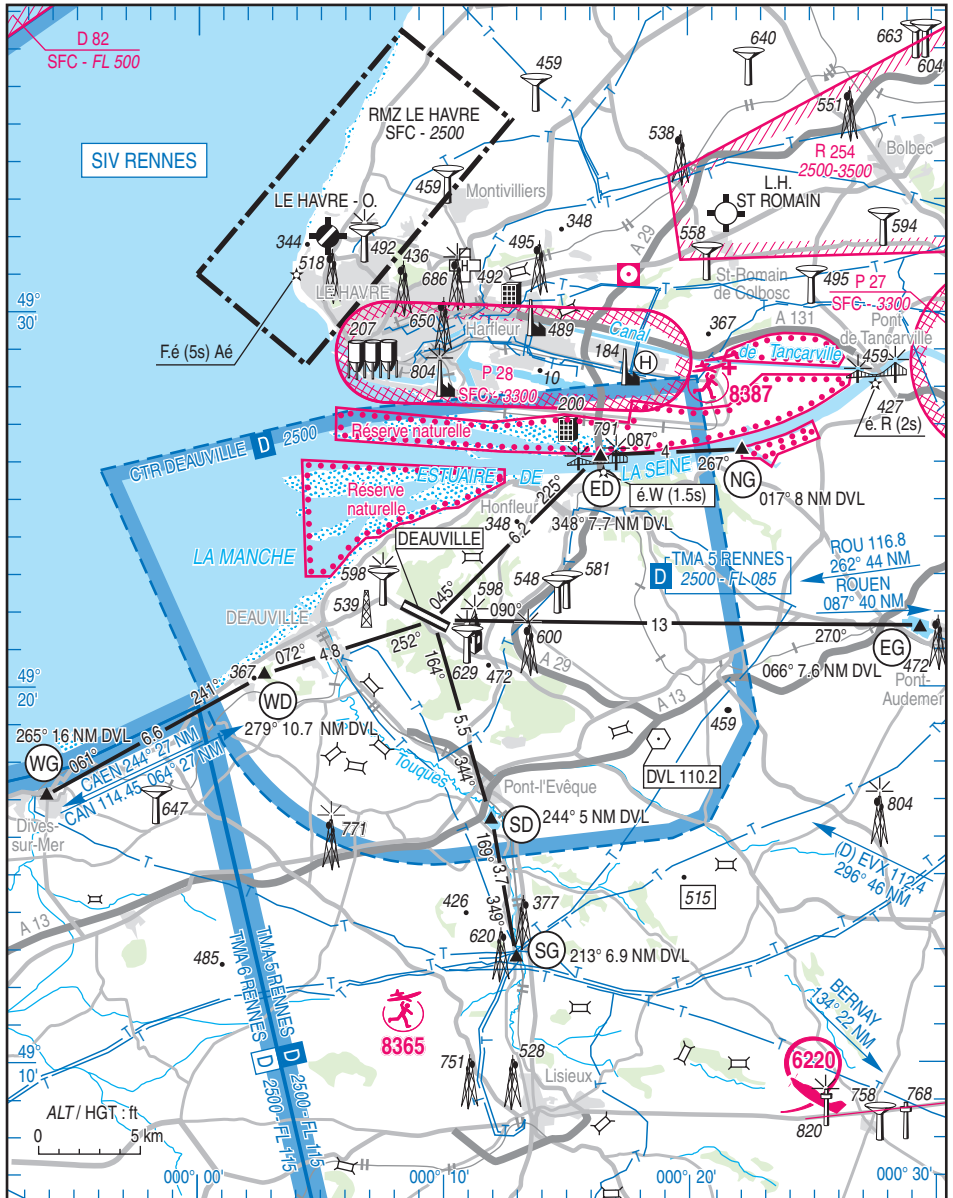 D 82
SFC - FL 500
459
640
663
604
RMZ LE HAVRE
SFC - 2500
551
538
R 254
2500-3500
Bolbec
SIV RENNES
459
Montivilliers
L.H.
ST ROMAIN
LE HAVRE - O.
344
492
348
594
558
495
A 29
518
436
686
H
492
St-Romain
de Colbosc
495
P 27
SFC - 3300
LE HAVRE
49°
30'
207
650
Harfleur
489
Canal
367
A 131
Pont
de Tancarville
F.é (5s) Aé
804
P 28
SFC - 3300
184
H
10
de Tancarville
459
8387
427
é. R (2s)
CTR DEAUVILLE D 2500
Réserve naturelle
200
791
087°
4
267°
NG
017° 8 NM DVL
ESTUAIRE DE LA SEINE
Réserve
naturelle
Honfleur
225°
ED
é.W (1.5s)
348° 7.7 NM DVL
348
6.2
LA MANCHE
DEAUVILLE
ROU 116.8
262° 44 NM
ROUEN
087° 40 NM
D
TMA 5 RENNES
2500 - FL 085
598
045°
548
581
539
598
090°
DEAUVILLE
13
600
270°
EG
072°
4.8
252°
164°
629
472
A 29
066° 7.6 NM DVL
472
Pont-
Audemer
49°
20'
367
WD
A 13
241°
279° 10.7 NM DVL
5.5
459
265° 16 NM DVL
WG
061°
6.6
CAEN 244° 27 NM
CAN 114.45 064° 27 NM
Touques
344°
DVL 110.2
Pont-l'Evêque
Dives-
sur-Mer
647
771
SD
244° 5 NM DVL
804
169°
3.7
(D) EVX 112.4
296° 46 NM
515
A 13
426
349°
377
620
SG
213° 6.9 NM DVL
485
TMA 5 RENNES D 2500 - FL 115
TMA 6 RENNES D 2500 - FL 115
BERNAY
134° 22 NM
8365
49°
10'
751
528
Lisieux
6220
758
768
820
ALT / HGT : ft
0
5 km
000° 00'
000° 10'
000° 20'
000° 30'